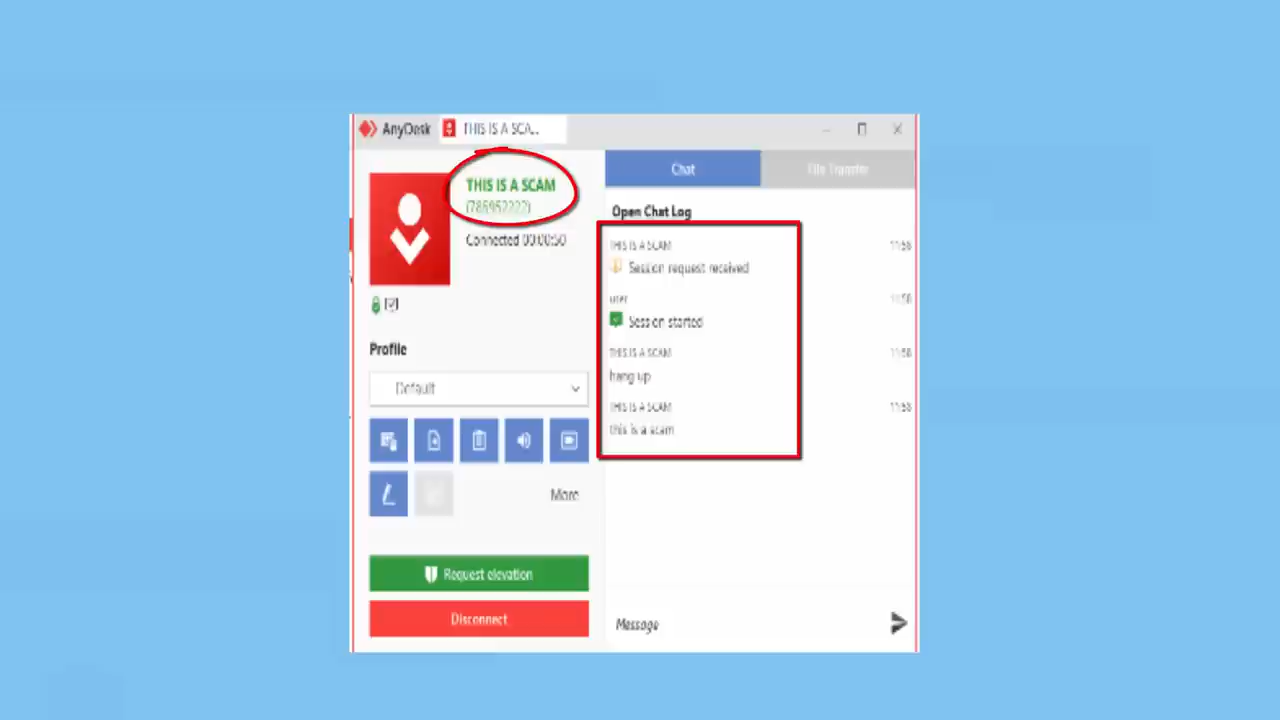 AnyDesk THIS IS A SCA...
THIS IS A SCAM
Connected 00:00:50
Profile
Default
More
Request elevation
Disconnect
Chat
File Transfer
Open Chat Log
THIS IS A SCAM 11:58
Session request received
user 11:58
Session started
THIS IS A SCAM 11:58
hang up
THIS IS A SCAM 11:58
this is a scam
Message